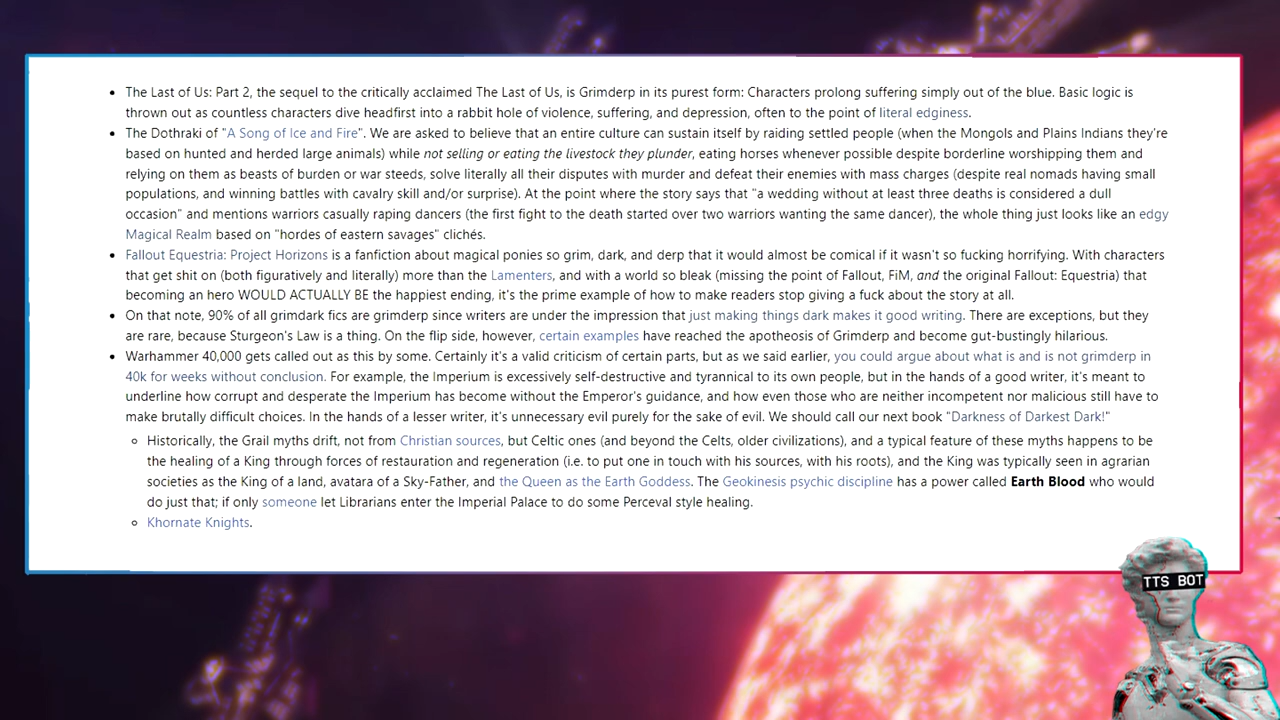 • The Last of Us: Part 2, the sequel to the critically acclaimed The Last of Us, is Grimderp in its purest form: Characters prolong suffering simply out of the blue. Basic logic is
thrown out as countless characters dive headfirst into a rabbit hole of violence, suffering, and depression, often to the point of literal edginess.
• The Dothraki of "A Song of Ice and Fire". We are asked to believe that an entire culture can sustain itself by raiding settled people (when the Mongols and Plains Indians they're
based on hunted and herded large animals) while not selling or eating the livestock they plunder, eating horses whenever possible despite borderline worshipping them and
relying on them as beasts of burden or war steeds, solve literally all their disputes with murder and defeat their enemies with mass charges (despite real nomads having small
populations, and winning battles with cavalry skill and/or surprise). At the point where the story says that "a wedding without at least three deaths is considered a dull
occasion" and mentions warriors casually raping dancers (the first fight to the death started over two warriors wanting the same dancer), the whole thing just looks like an edgy
Magical Realm based on "hordes of eastern savages" clichés.
• Fallout Equestria: Project Horizons is a fanfiction about magical ponies so grim, dark, and derp that it would almost be comical if it wasn't so fucking horrifying. With characters
that get shit on (both figuratively and literally) more than the Lamenters, and with a world so bleak (missing the point of Fallout, FiM, and the original Fallout: Equestria) that
becoming an hero WOULD ACTUALLY BE the happiest ending, it's the prime example of how to make readers stop giving a fuck about the story at all.
• On that note, 90% of all grimdark fics are grimderp since writers are under the impression that just making things dark makes it good writing. There are exceptions, but they
are rare, because Sturgeon's Law is a thing. On the flip side, however, certain examples have reached the apotheosis of Grimderp and become gut-bustingly hilarious.
• Warhammer 40,000 gets called out as this by some. Certainly it's a valid criticism of certain parts, but as we said earlier, you could argue about what is and is not grimderp in
40k for weeks without conclusion. For example, the Imperium is excessively self-destructive and tyrannical to its own people, but in the hands of a good writer, it's meant to
underline how corrupt and desperate the Imperium has become without the Emperor's guidance, and how even those who are neither incompetent nor malicious still have to
make brutally difficult choices. In the hands of a lesser writer, it's unnecessary evil purely for the sake of evil. We should call our next book "Darkness of Darkest Dark!"
◦ Historically, the Grail myths drift, not from Christian sources, but Celtic ones (and beyond the Celts, older civilizations), and a typical feature of these myths happens to be
the healing of a King through forces of restauration and regeneration (i.e. to put one in touch with his sources, with his roots), and the King was typically seen in agrarian
societies as the King of a land, avatara of a Sky-Father, and the Queen as the Earth Goddess. The Geokinesis psychic discipline has a power called Earth Blood who would
do just that; if only someone let Librarians enter the Imperial Palace to do some Perceval style healing.
◦ Khornate Knights.
TTS BOT